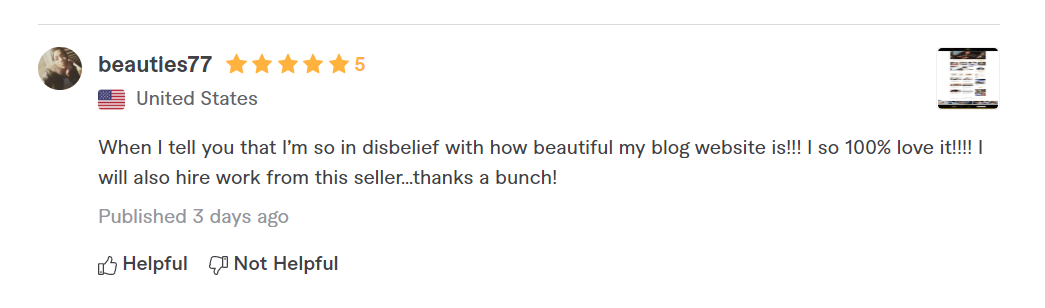 beauties77 5
United States
When I tell you that I'm so in disbelief with how beautiful my blog website is!!! I so 100% love it!!!! I
will also hire work from this seller...thanks a bunch!
Published 3 days ago
Helpful Not Helpful